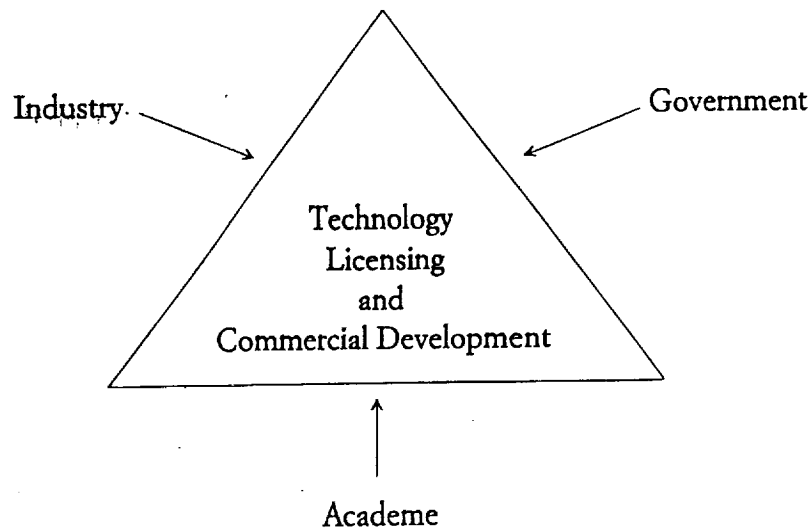 Industry
Government
Technology
Licensing
and
Commercial Development
Academe